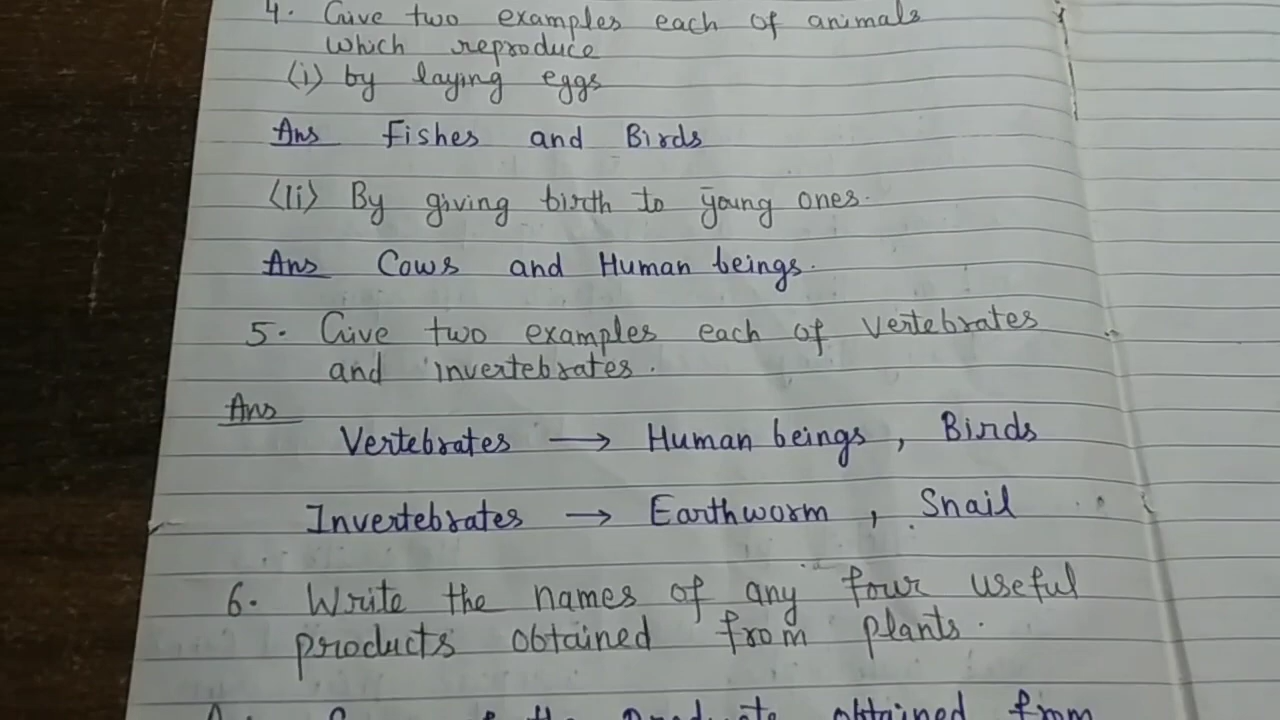 4. Give two examples each of animals
which reproduce
(i) by laying eggs
Ans Fishes and Birds
(ii) By giving birth to young ones.
Ans Cows and Human beings.
5. Give two examples each of vertebrates
and invertebrates.
Ans
Vertebrates → Human beings, Birds
Invertebrates → Earthworm, Snail
6. Write the names of any four useful
products obtained from plants.
obtained from